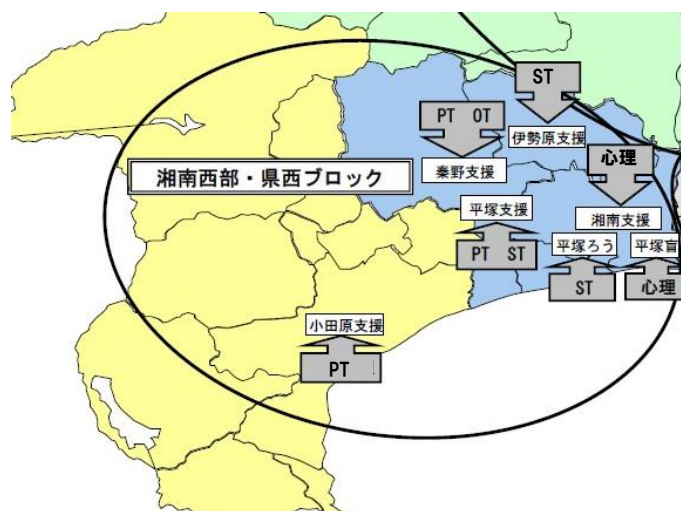 ST
PT OT
伊勢原支援
心理
秦野支援
湘南西部・県西ブロック
平塚支援
湘南支援
平塚ろう
平塚盲
PT ST
ST
心理
小田原支援
PT